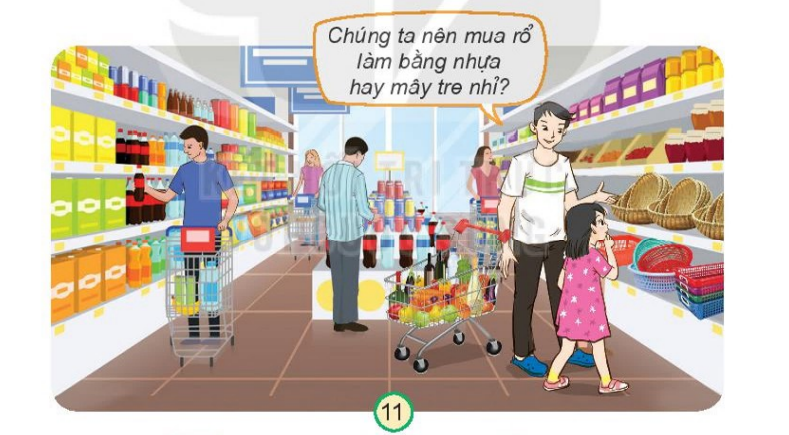 Chúng ta nên mua rổ
làm bằng nhựa
hay mây tre nhỉ?
11